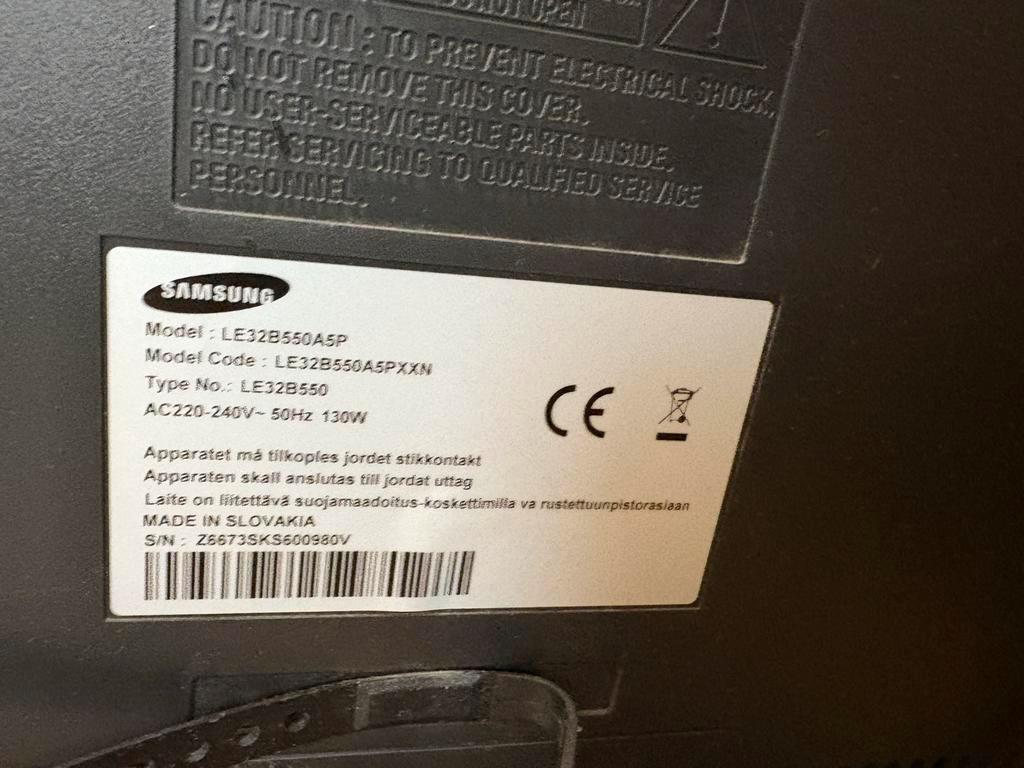 DO NOT OPEN
CAUTION : TO PREVENT ELECTRICAL SHOCK,
DO NOT REMOVE THIS COVER.
NO USER-SERVICEABLE PARTS INSIDE.
REFER SERVICING TO QUALIFIED SERVICE
PERSONNEL.
SAMSUNG
Model : LE32B550A5P
Model Code : LE32B550A5PXXN
Type No.: LE32B550
AC220-240V~ 50Hz 130W
CE
Apparatet må tilkoples jordet stikkontakt
Apparaten skall anslutas till jordat uttag
Laite on liitettävä suojamaadoitus-koskettimilla va rustettuunpistorasiaan
MADE IN SLOVAKIA
S/N : Z6673SKS600980V